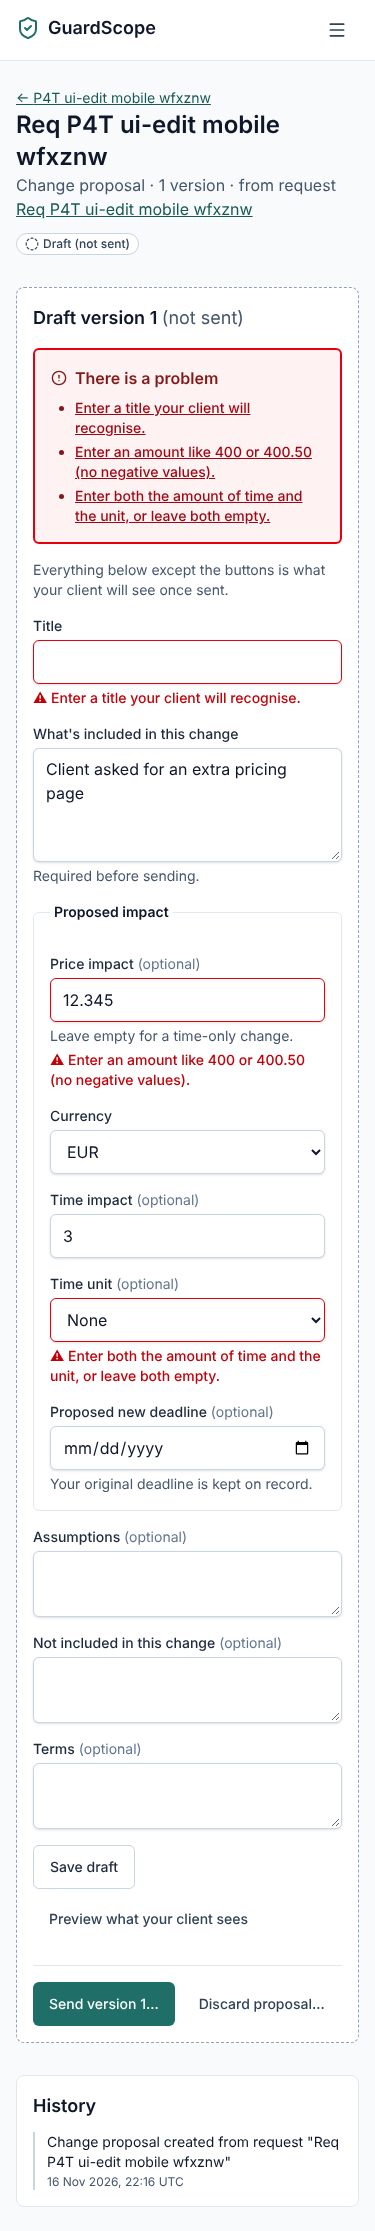 GuardScope
← P4T ui-edit mobile wfxznw
Req P4T ui-edit mobile
wfxznw
Change proposal · 1 version · from request
Req P4T ui-edit mobile wfxznw
Draft (not sent)
Draft version 1 (not sent)
There is a problem
Enter a title your client will
recognise.
Enter an amount like 400 or 400.50
(no negative values).
Enter both the amount of time and
the unit, or leave both empty.
Everything below except the buttons is what
your client will see once sent.
Title
Enter a title your client will recognise.
What's included in this change
Client asked for an extra pricing
page
Required before sending.
Proposed impact
Price impact (optional)
12.345
Leave empty for a time-only change.
Enter an amount like 400 or 400.50
(no negative values).
Currency
EUR
Time impact (optional)
3
Time unit (optional)
None
Enter both the amount of time and the
unit, or leave both empty.
Proposed new deadline (optional)
mm/dd/yyyy
Your original deadline is kept on record.
Assumptions (optional)
Not included in this change (optional)
Terms (optional)
Save draft
Preview what your client sees
Send version 1...
Discard proposal...
History
Change proposal created from request "Req
P4T ui-edit mobile wfxznw"
16 Nov 2026, 22:16 UTC